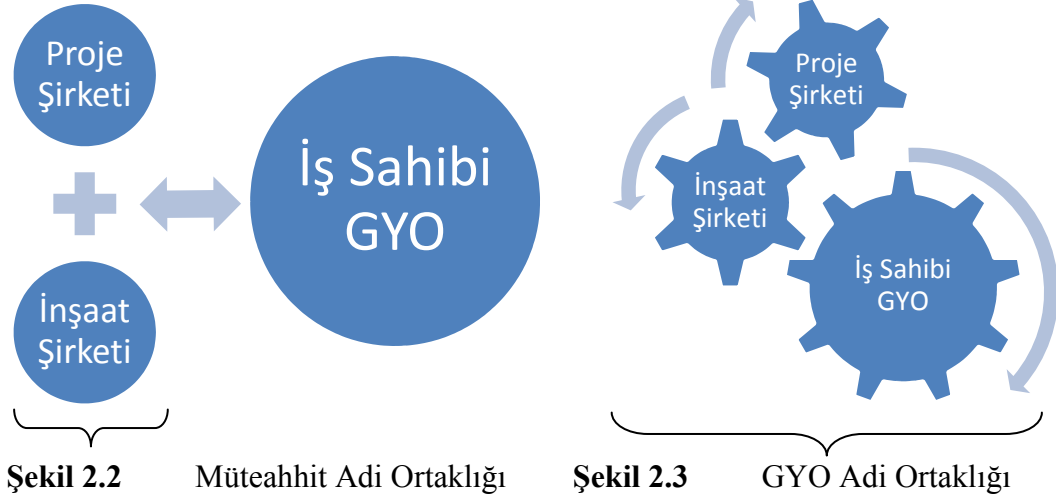 Proje
Şirketi
İnşaat
Şirketi
İş Sahibi
GYO
Proje
Şirketi
İnşaat
Şirketi
İş Sahibi
GYO
Şekil 2.2 Müteahhit Adi Ortaklığı
Şekil 2.3 GYO Adi Ortaklığı